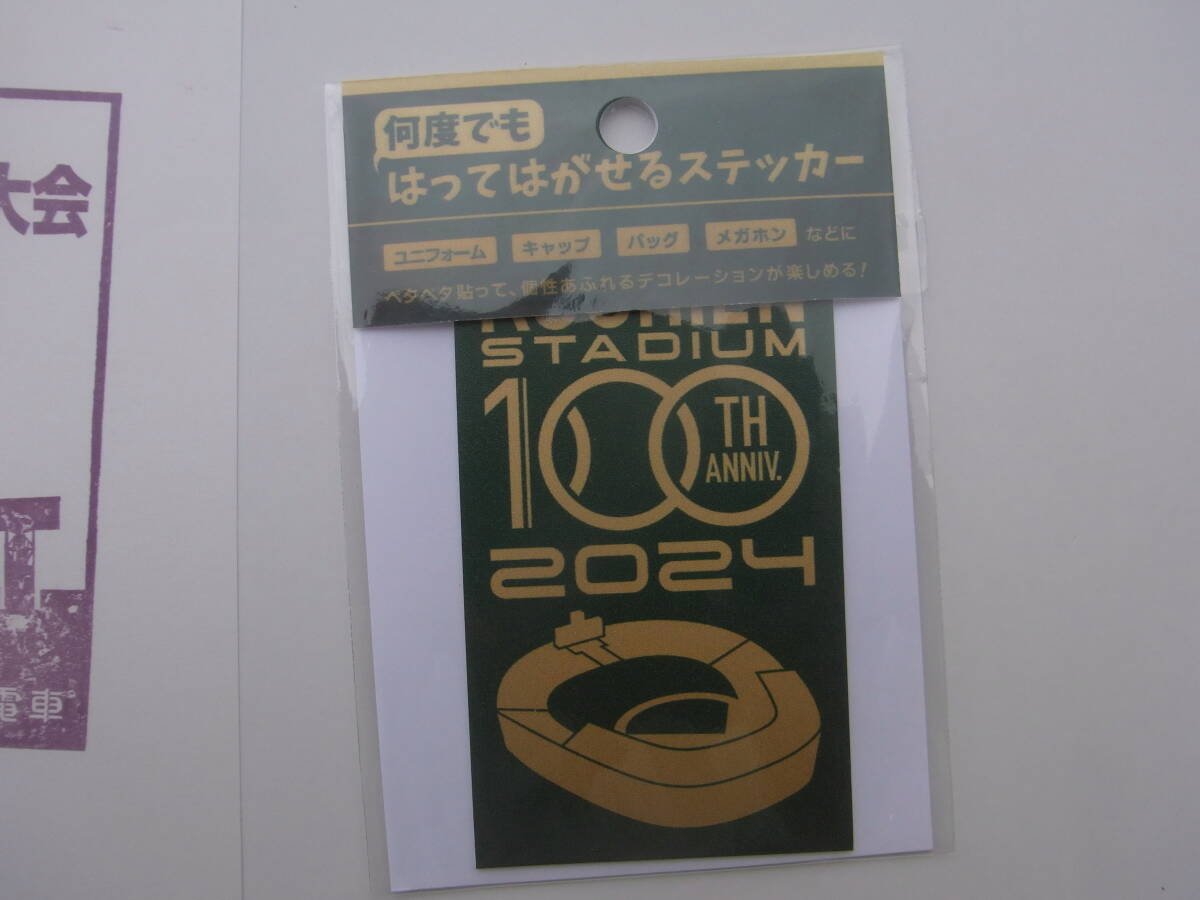 何度でも
はってはがせるステッカー
ユニフォーム キャップ バッグ メガホン などに
ペタペタ貼って、個性あふれるデコレーションが楽しめる!
KOSHIEN
STADIUM
100TH
ANNIV.
2024
大会
電車